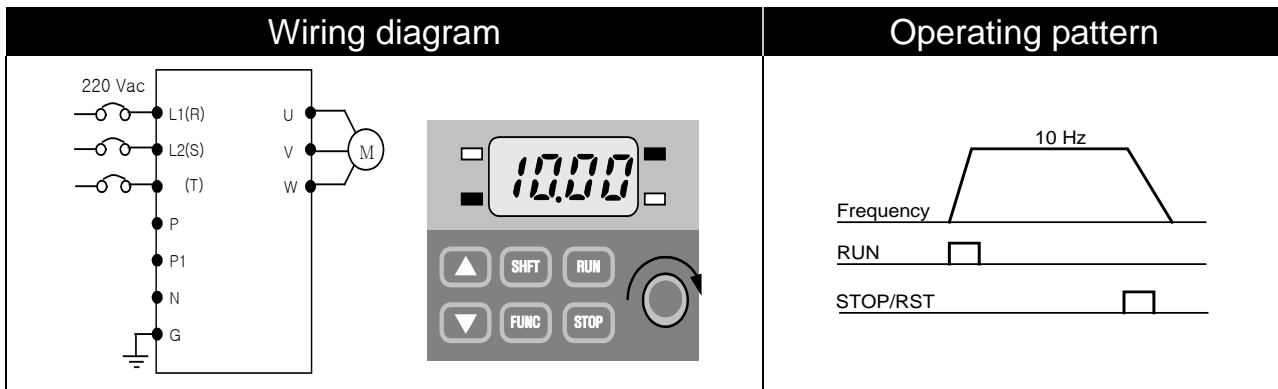 Wiring diagram
Operating pattern
220 Vac
L1(R)
U
L2(S)
V
M
(T)
W
P
P1
N
G
10.00
SHFT
RUN
FUNC
STOP
10 Hz
Frequency
RUN
STOP/RST